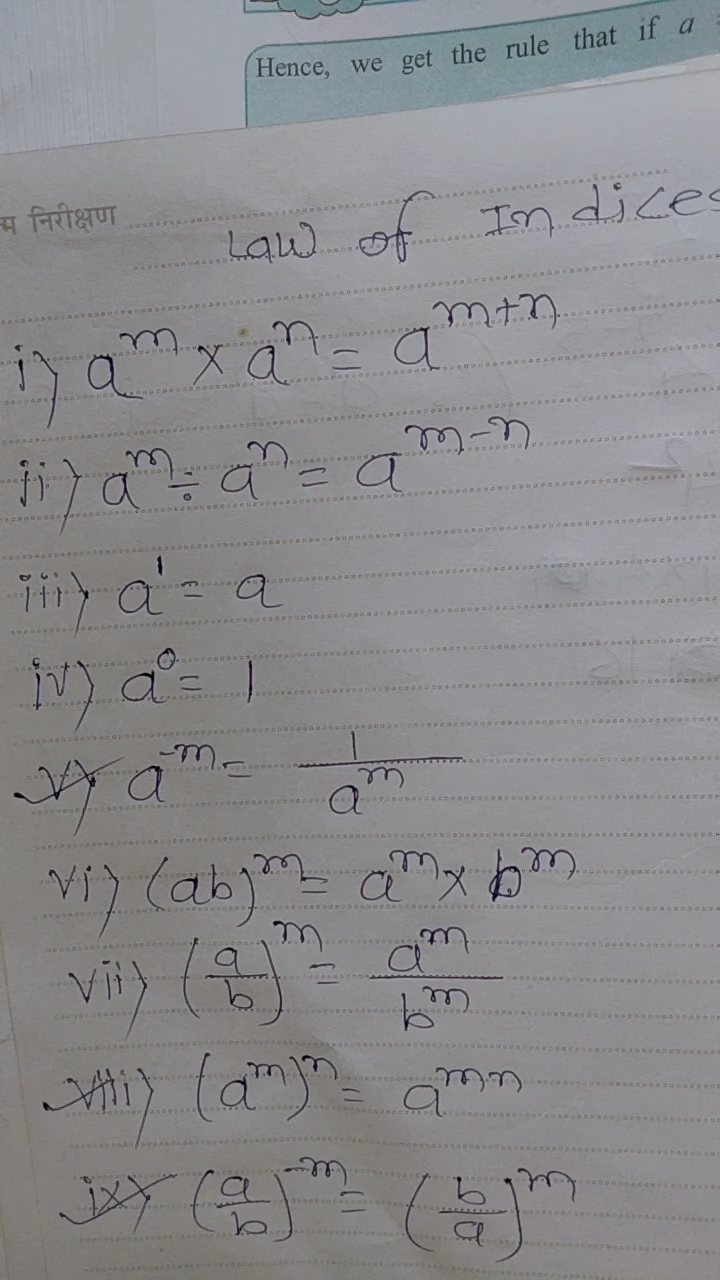 Hence, we get the rule that if a
निरीक्षण
Law of Indices
i) a^m × a^n = a^(m+n)
ii) a^m ÷ a^n = a^(m-n)
iii) a^1 = a
iv) a^0 = 1
v) a^-m = 1/a^m
vi) (ab)^m = a^m × b^m
vii) (a/b)^m = a^m/b^m
viii) (a^m)^n = a^mn
ix) (a/b)^-m = (b/a)^m